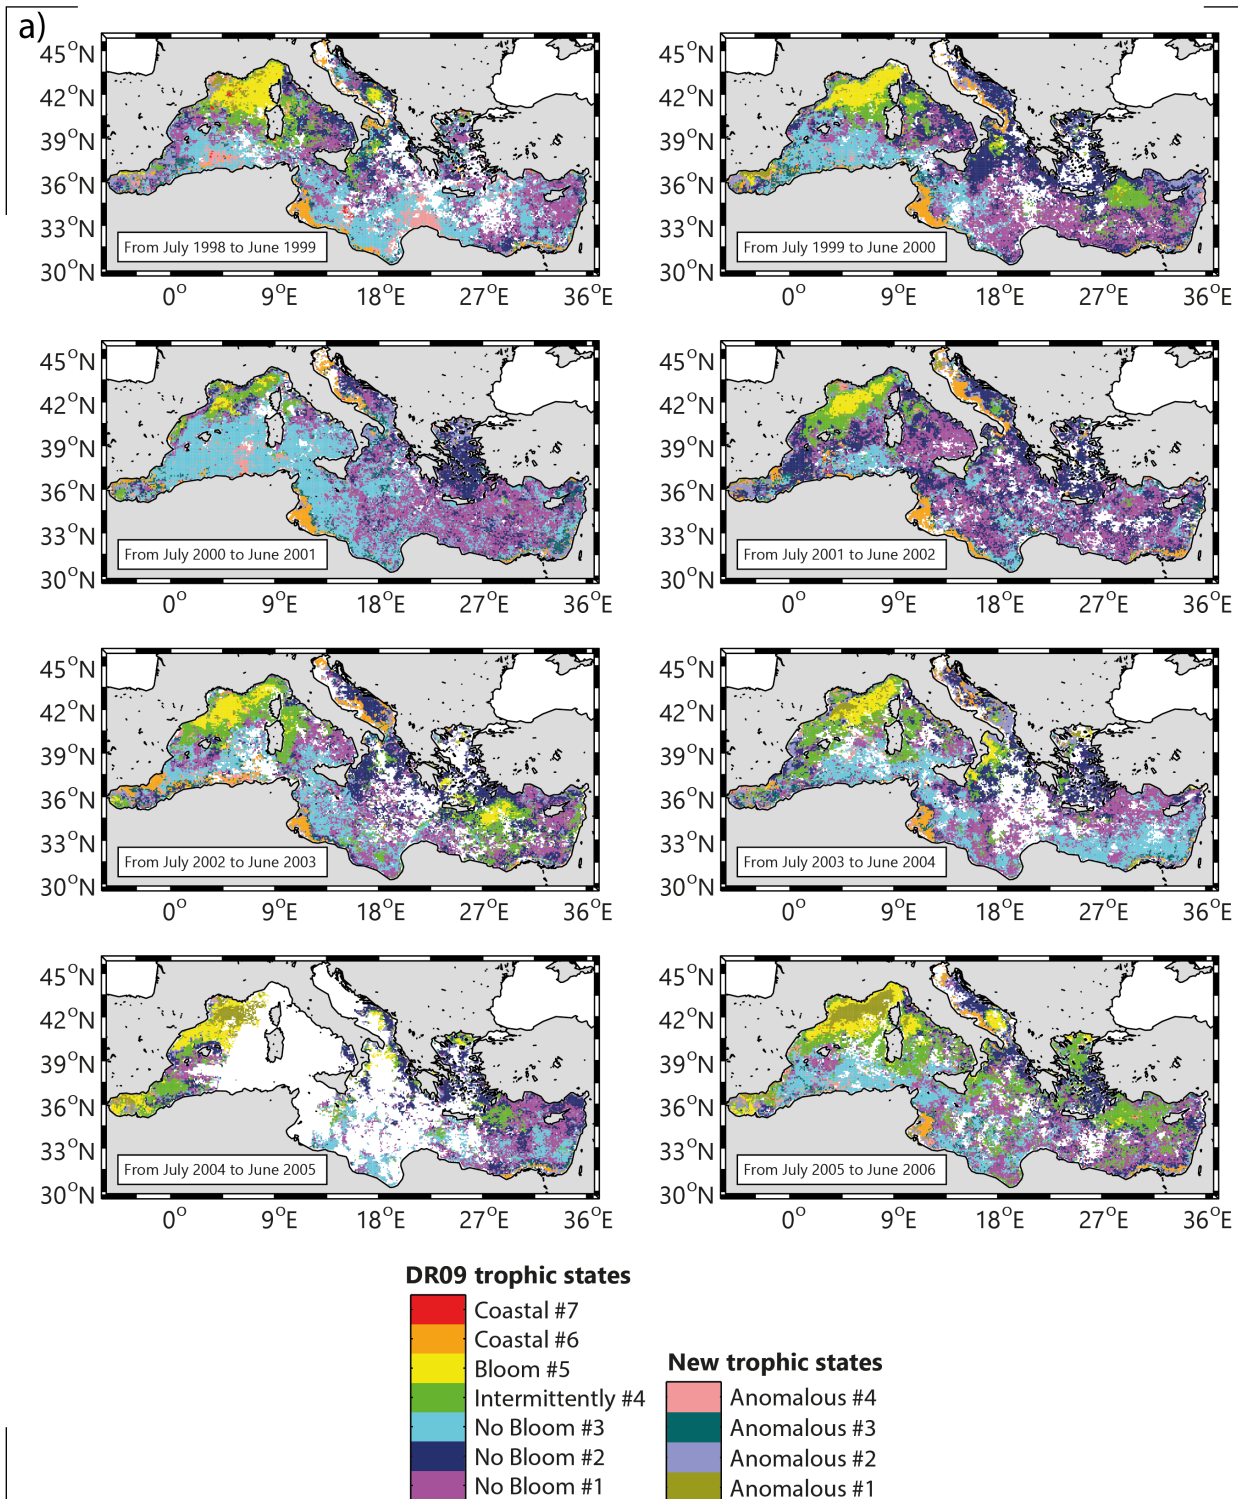 a)
45°N
42°N
39°N
36°N
33°N
30°N
From July 1998 to June 1999
0° 9°E 18°E 27°E 36°E
45°N
42°N
39°N
36°N
33°N
30°N
From July 1999 to June 2000
0° 9°E 18°E 27°E 36°E
45°N
42°N
39°N
36°N
33°N
30°N
From July 2000 to June 2001
0° 9°E 18°E 27°E 36°E
45°N
42°N
39°N
36°N
33°N
30°N
From July 2001 to June 2002
0° 9°E 18°E 27°E 36°E
45°N
42°N
39°N
36°N
33°N
30°N
From July 2002 to June 2003
0° 9°E 18°E 27°E 36°E
45°N
42°N
39°N
36°N
33°N
30°N
From July 2003 to June 2004
0° 9°E 18°E 27°E 36°E
45°N
42°N
39°N
36°N
33°N
30°N
From July 2004 to June 2005
0° 9°E 18°E 27°E 36°E
45°N
42°N
39°N
36°N
33°N
30°N
From July 2005 to June 2006
0° 9°E 18°E 27°E 36°E
DR09 trophic states
Coastal #7
Coastal #6
Bloom #5
Intermittently #4
No Bloom #3
No Bloom #2
No Bloom #1
New trophic states
Anomalous #4
Anomalous #3
Anomalous #2
Anomalous #1